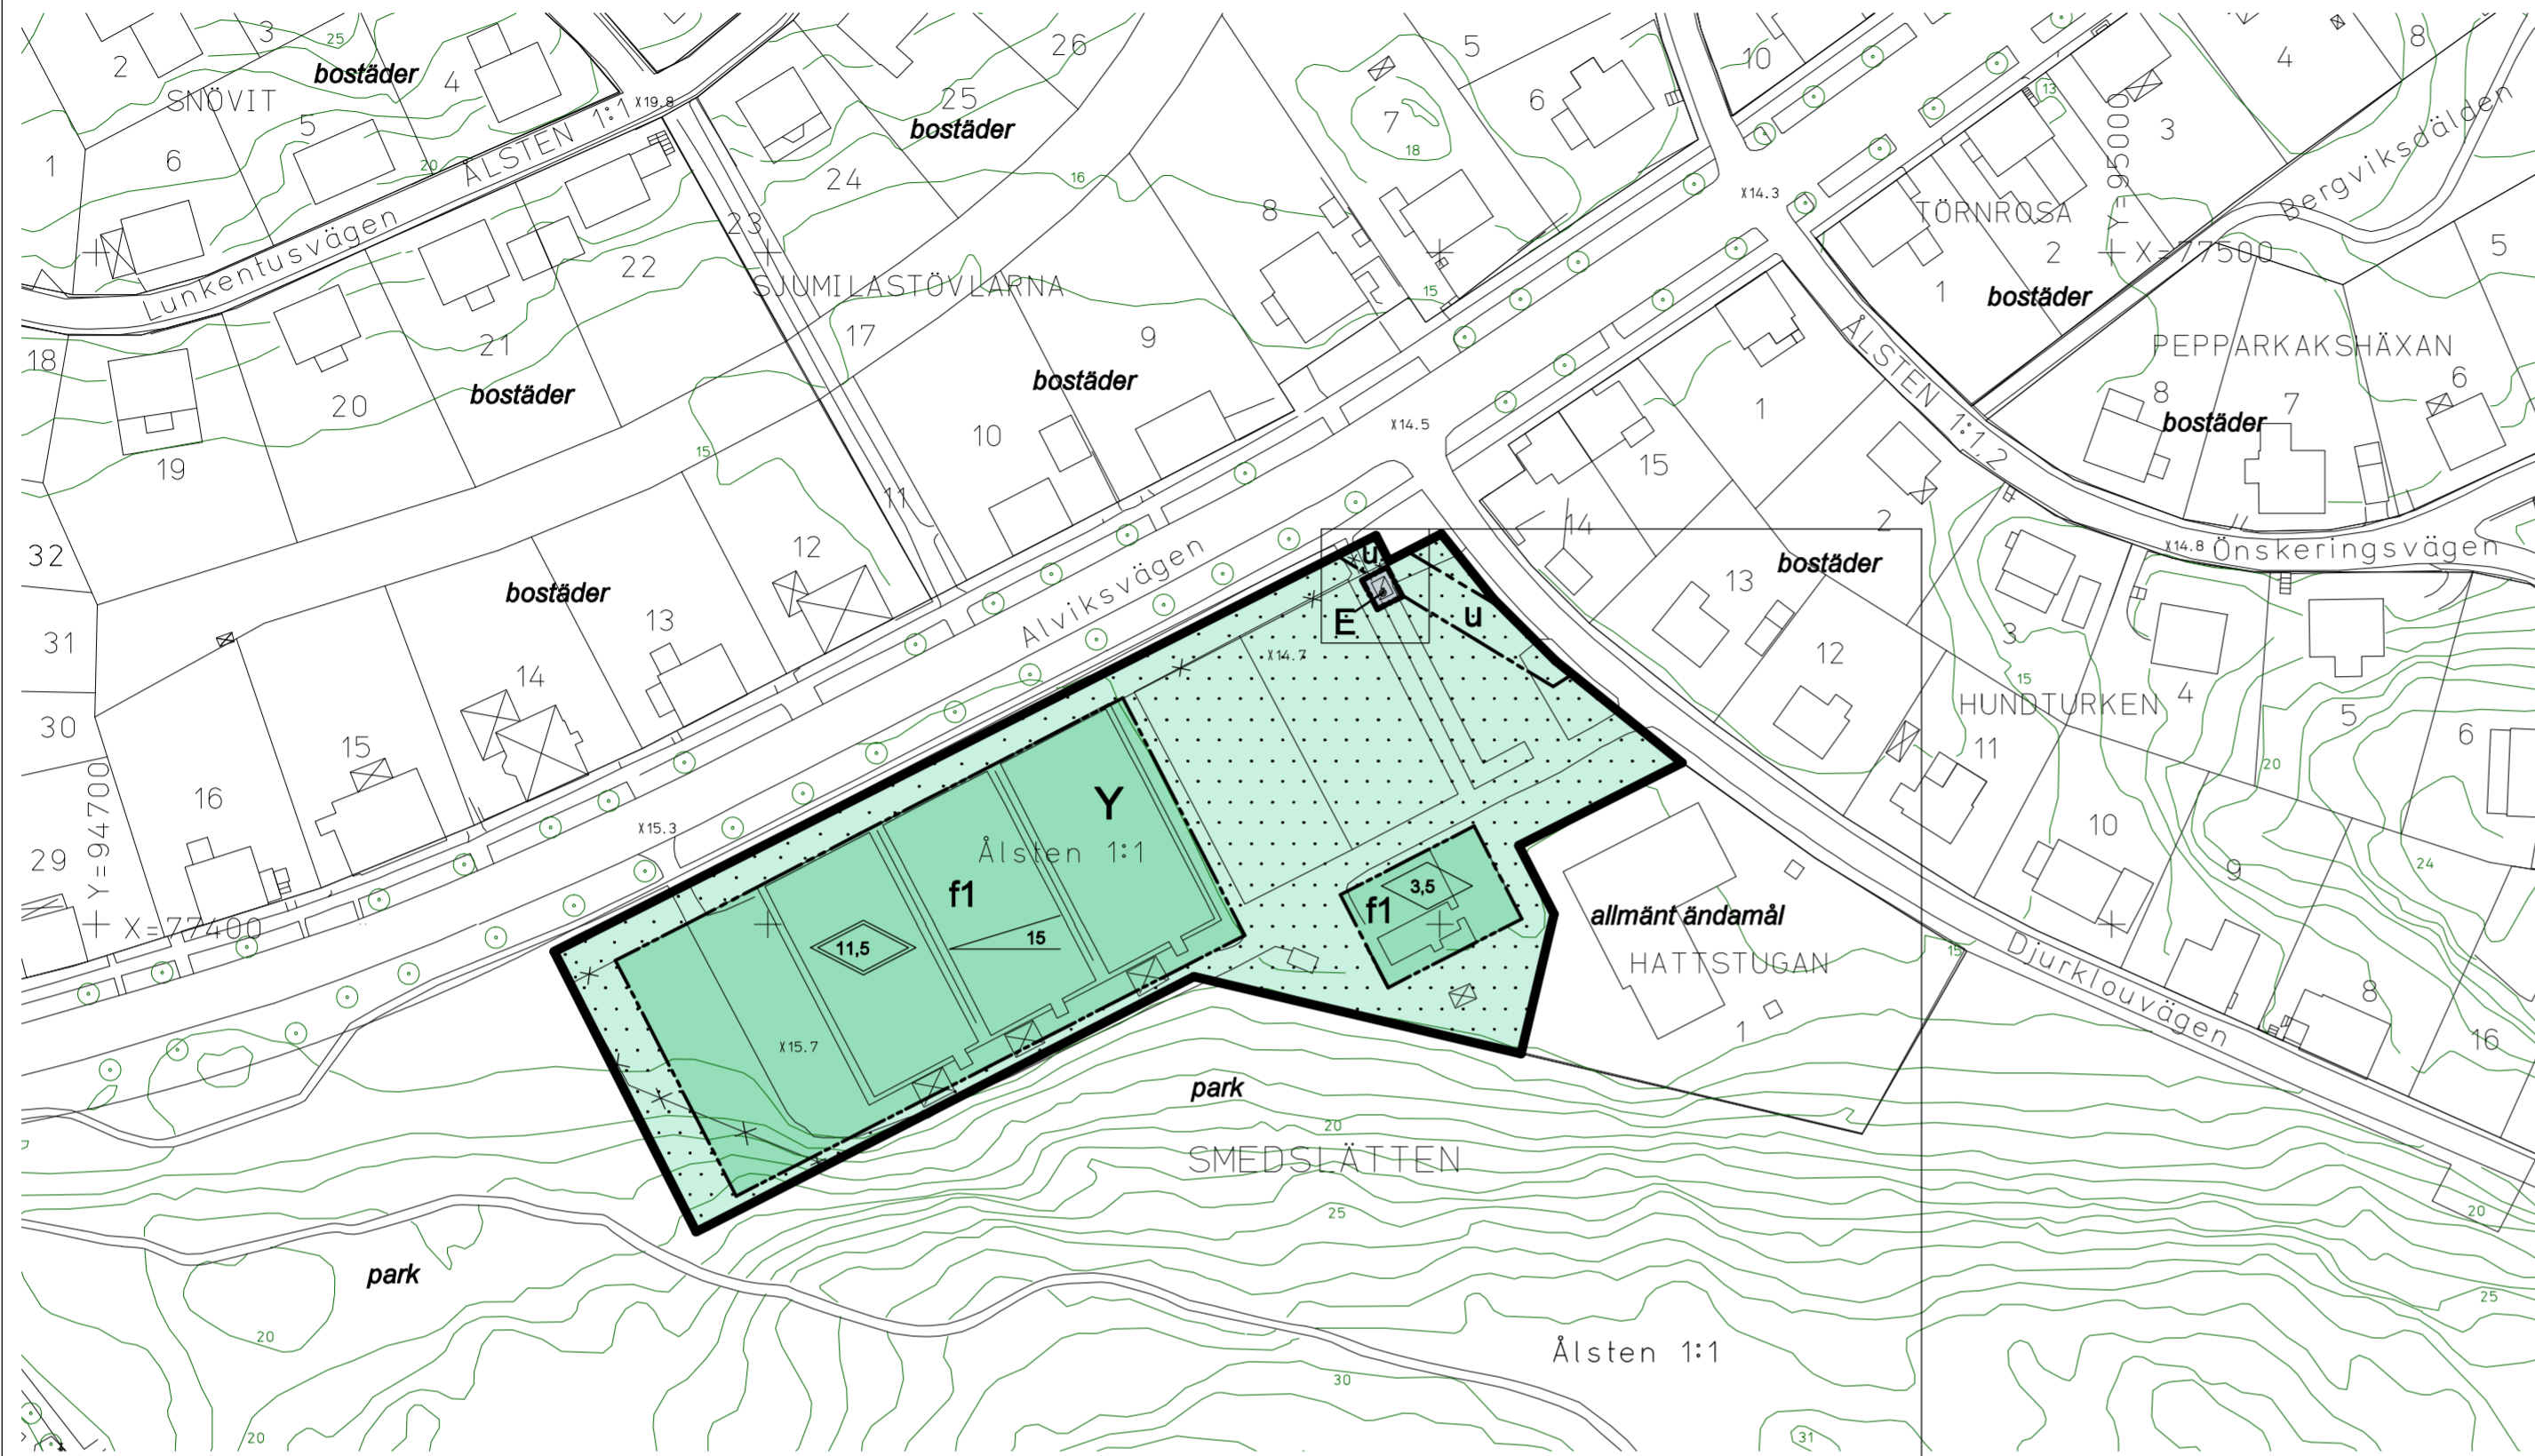 3
25
2
bostäder
4
SNÖVIT
5
X19.8
ÅLSTEN 1:1
1
6
20
Lunkentusvägen
26
25
bostäder
24
16
23
SJUMILASTÖVLARNA
22
17
21
18
20
19
bostäder
5
6
7
18
8
15
9
bostäder
10
11
10
X14.3
13
Y=95000
3
4
8
Bergviksdälden
TÖRNROSA
2
X=77500
1
bostäder
5
ÅLSTEN 1:1.2
PEPPARKAKSHÄXAN
8
bostäder
7
6
X14.8
Önskeringsvägen
X14.5
1
15
14
2
bostäder
13
12
3
15
HUNDTURKEN
4
5
6
20
11
10
9
24
8
16
Djurklouvägen
15
32
31
30
29
15
bostäder
12
13
14
15
16
Y=94700
X=77400
Alviksvägen
X15.3
u
E
u
X14.7
Y
Ålsten 1:1
f1
11,5
15
X15.7
3,5
f1
allmänt ändamål
HATTSTUGAN
1
park
20
SMEDSLÄTTEN
25
20
25
park
20
Ålsten 1:1
30
20
31